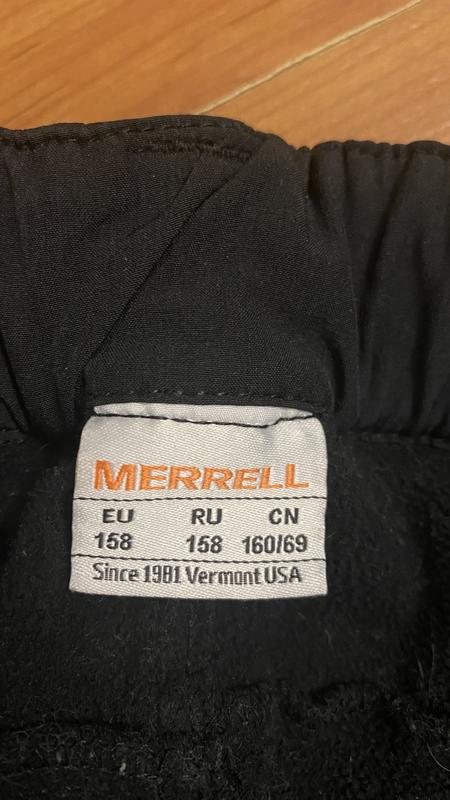 MERRELL
EU RU CN
158 158 160/69
Since 1981 Vermont USA